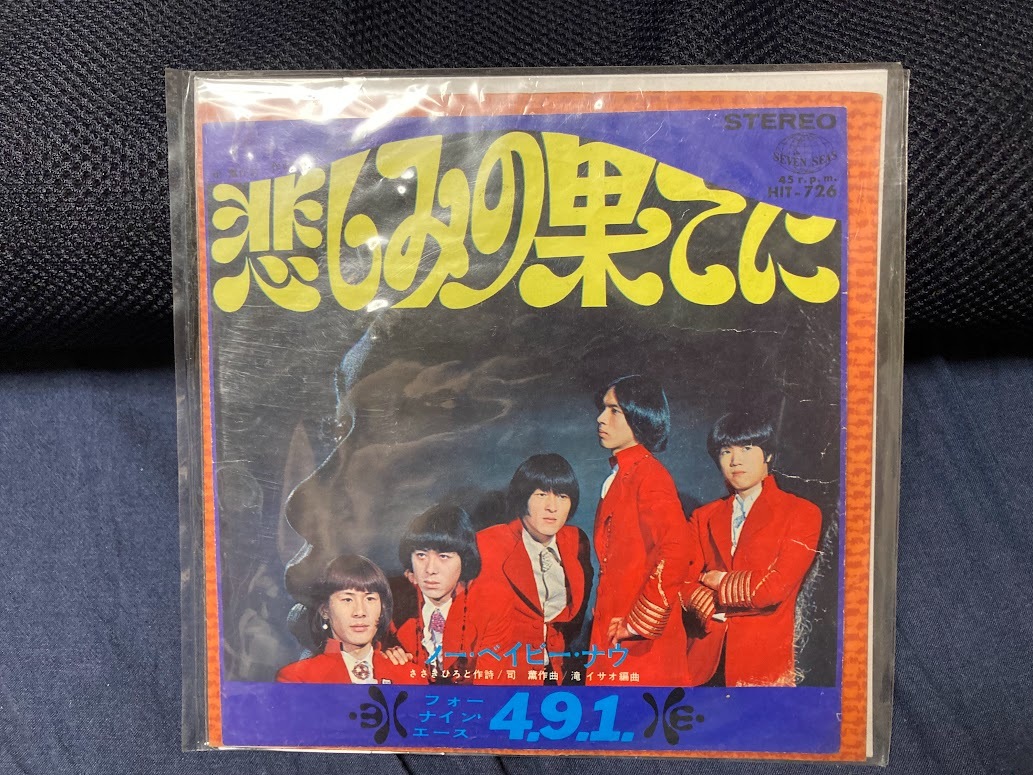 STEREO
SEVEN SEAS
45 r.p.m.
HIT-726
悲しみの果てに
ノー・ベイビー・ナウ
ささきひろと作詩/司 薫作曲/滝 イサオ編曲
フォー
ナイン
エース
4.9.1.